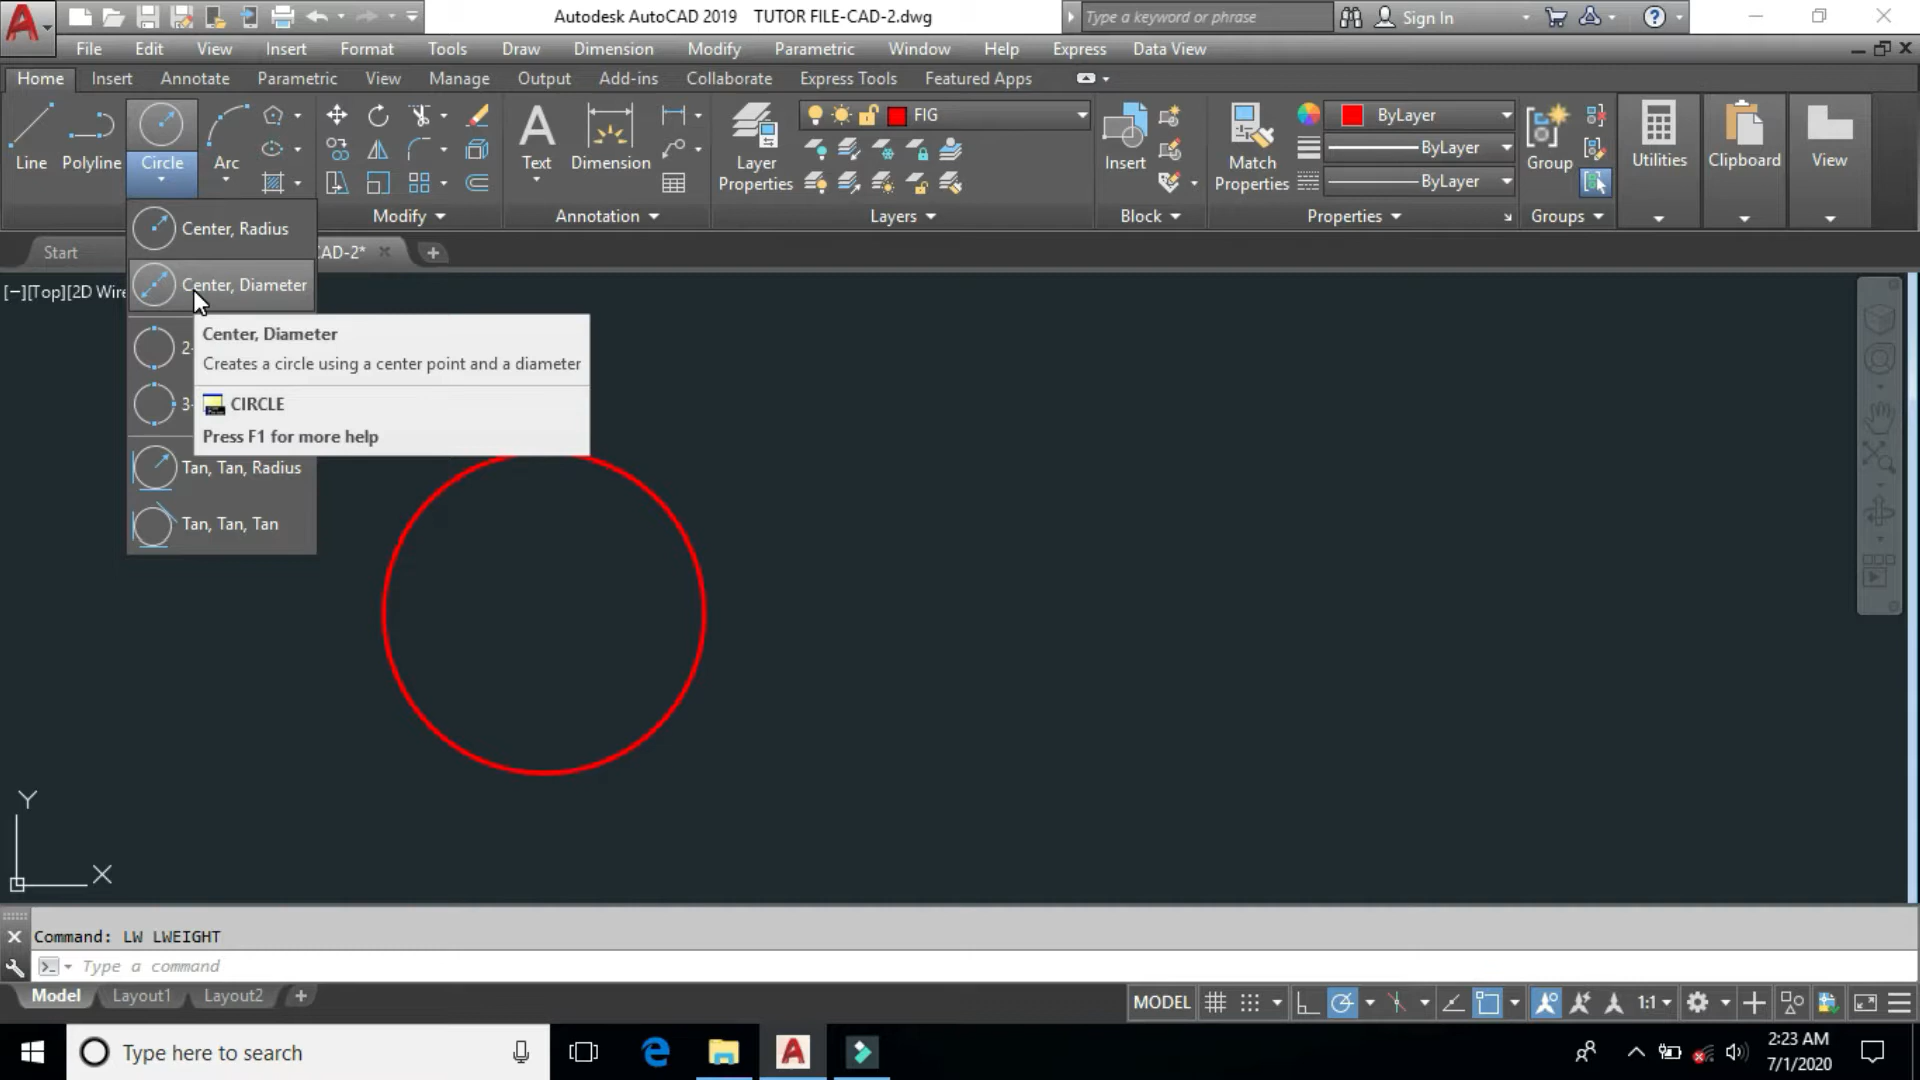 Autodesk AutoCAD 2019 TUTOR FILE-CAD-2.dwg
Type a keyword or phrase
Sign In
File Edit View Insert Format Tools Draw Dimension Modify Parametric Window Help Express Data View
Home Insert Annotate Parametric View Manage Output Add-ins Collaborate Express Tools Featured Apps
Line Polyline Circle Arc
Text Dimension
Layer Properties
FIG
Insert
Match Properties
ByLayer
ByLayer
ByLayer
Group
Utilities Clipboard View
Modify Annotation Layers Block Properties Groups
Start
CAD-2*
Center, Radius
Center, Diameter
[−][Top][2D Wire
Center, Diameter
Creates a circle using a center point and a diameter
CIRCLE
Press F1 for more help
2-
3-
Tan, Tan, Radius
Tan, Tan, Tan
Y
X
Command: LW LWEIGHT
Type a command
Model Layout1 Layout2
MODEL
1:1
Type here to search
2:23 AM
7/1/2020